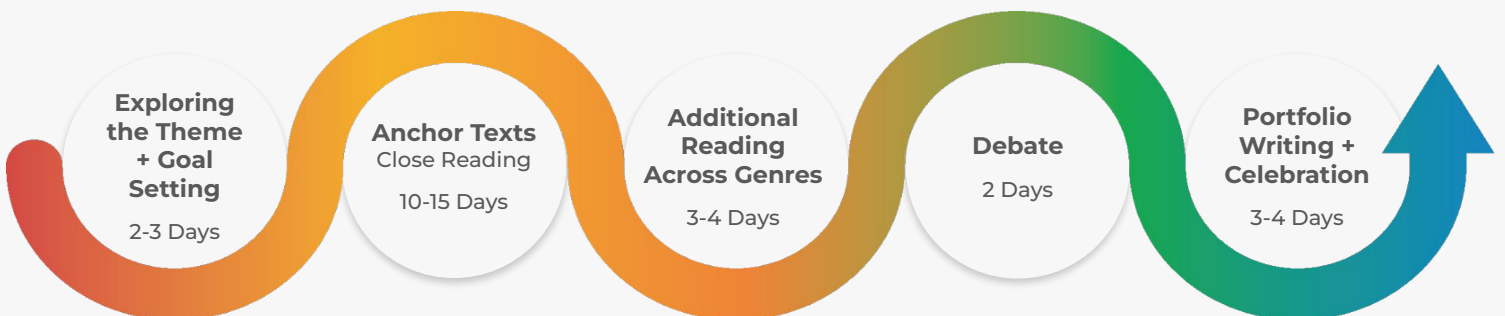 Exploring
the Theme
+ Goal
Setting
2-3 Days
Anchor Texts
Close Reading
10-15 Days
Additional
Reading
Across Genres
3-4 Days
Debate
2 Days
Portfolio
Writing +
Celebration
3-4 Days